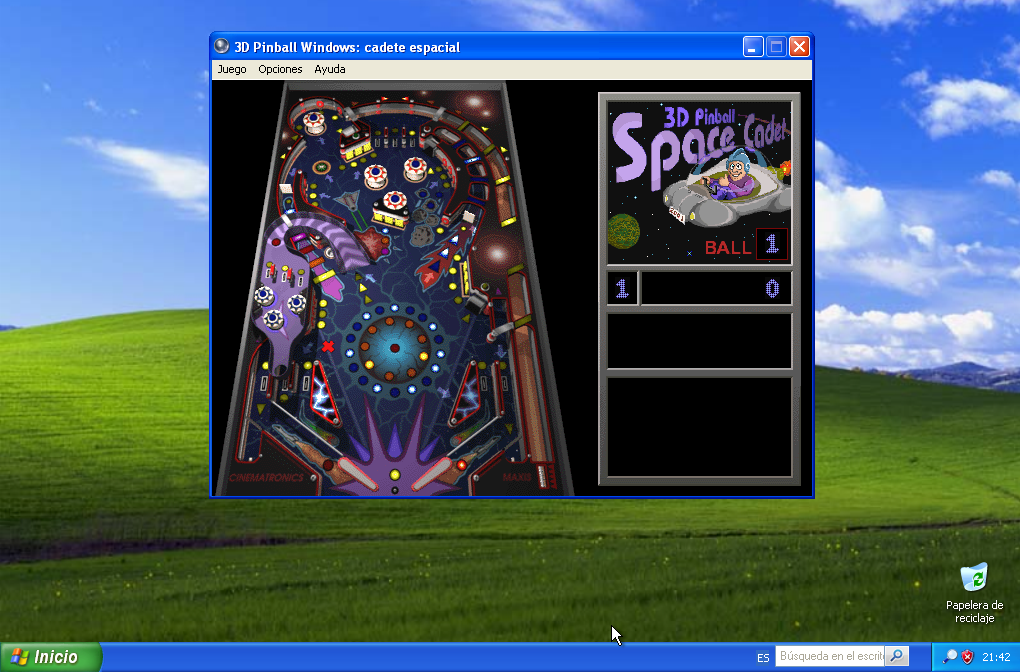 3D Pinball Windows: cadete espacial
Juego Opciones Ayuda
3D Pinball
Space Cadet
BALL 1
1 0
CINEMATRONICS
MAXIS
Papelera de
reciclaje
Inicio
ES
Búsqueda en el escrit
21:42